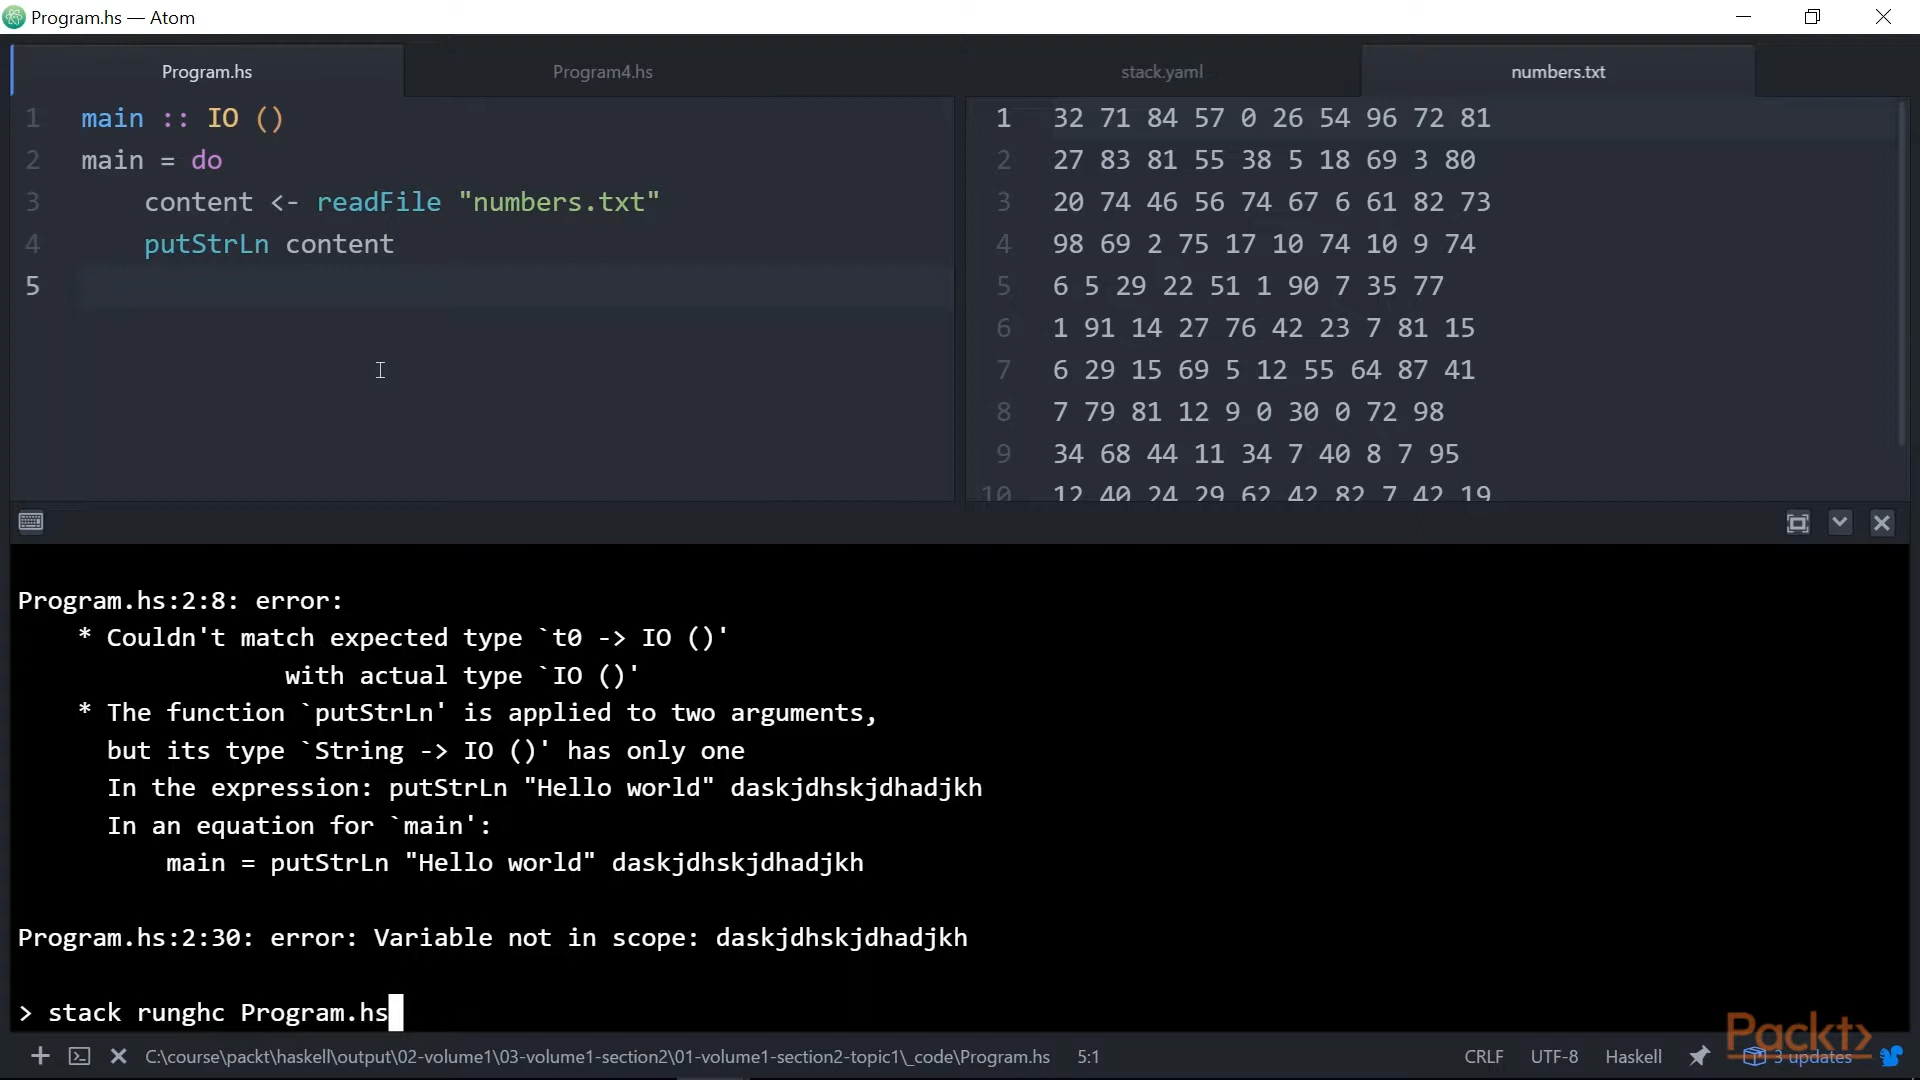 Program.hs — Atom
Program.hs
Program4.hs
stack.yaml
numbers.txt
1 main :: IO ()
2 main = do
3 content <- readFile "numbers.txt"
4 putStrLn content
5
1 32 71 84 57 0 26 54 96 72 81
2 27 83 81 55 38 5 18 69 3 80
3 20 74 46 56 74 67 6 61 82 73
4 98 69 2 75 17 10 74 10 9 74
5 6 5 29 22 51 1 90 7 35 77
6 1 91 14 27 76 42 23 7 81 15
7 6 29 15 69 5 12 55 64 87 41
8 7 79 81 12 9 0 30 0 72 98
9 34 68 44 11 34 7 40 8 7 95
10 12 40 24 29 62 42 82 7 42 19
Program.hs:2:8: error:
* Couldn't match expected type `t0 -> IO ()'
with actual type `IO ()'
* The function `putStrLn' is applied to two arguments,
but its type `String -> IO ()' has only one
In the expression: putStrLn "Hello world" daskjdhskjdhadjkh
In an equation for `main':
main = putStrLn "Hello world" daskjdhskjdhadjkh
Program.hs:2:30: error: Variable not in scope: daskjdhskjdhadjkh
> stack runghc Program.hs
Packt>
C:\course\packt\haskell\output\02-volume1\03-volume1-section2\01-volume1-section2-topic1\_code\Program.hs 5:1 CRLF UTF-8 Haskell 3 updates